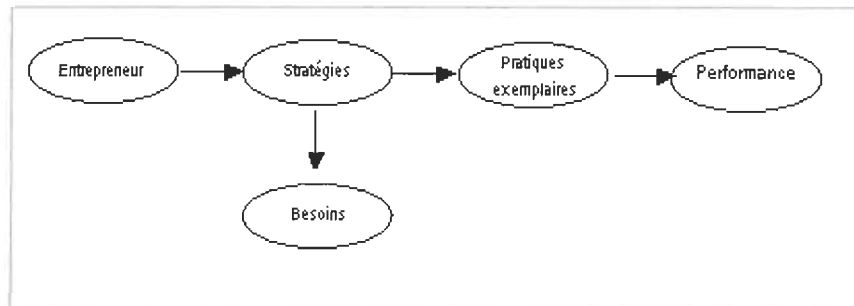 Entrepreneur
Stratégies
Pratiques
exemplaires
Performance
Besoins